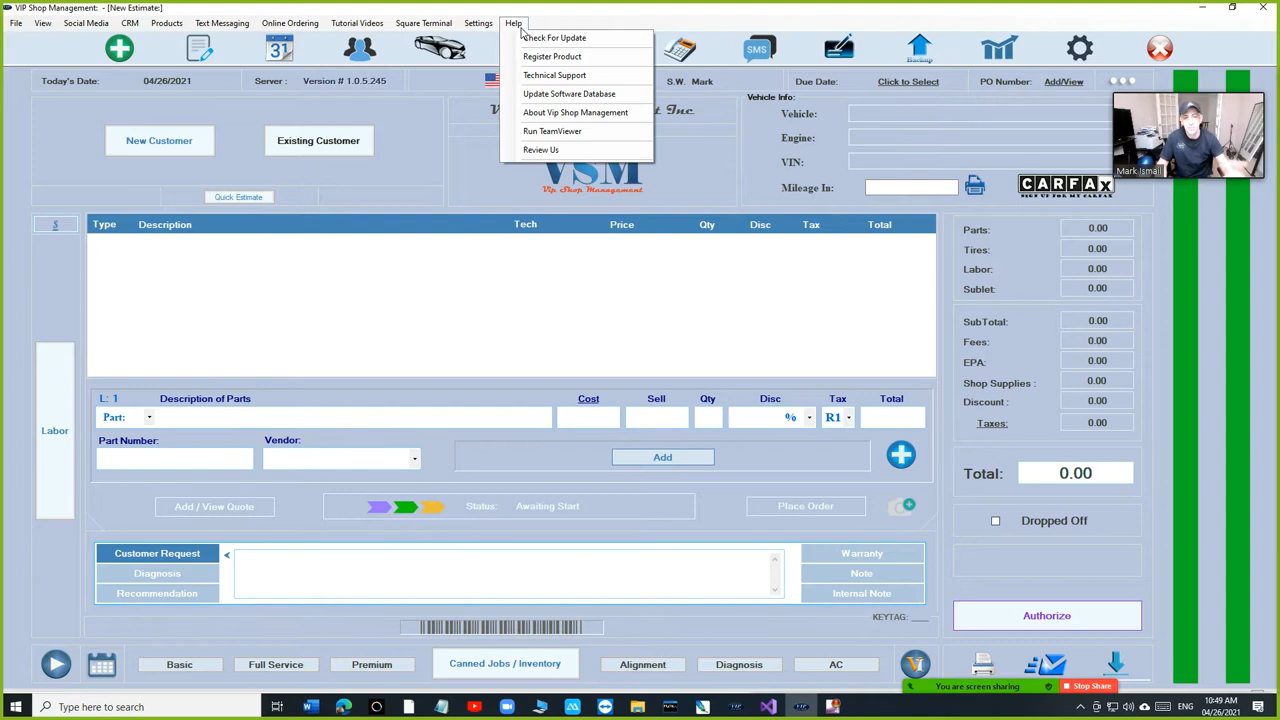 VIP Shop Management: - [New Estimate:]
File View Social Media CRM Products Text Messaging Online Ordering Tutorial Videos Square Terminal Settings Help
Check For Update
Register Product
Technical Support
Update Software Database
About Vip Shop Management
Run TeamViewer
Review Us
31
SMS
Backup
Today's Date: 04/26/2021 Server : Version # 1.0.5.245
S.W. Mark Due Date: Click to Select PO Number: Add/View
Vehicle Info:
Vehicle:
Engine:
VIN:
Mileage In:
CARFAX
SIGN UP FOR MY CARFAX
Mark Ismail
New Customer Existing Customer
Quick Estimate
Inc.
VSM
Vip Shop Management
S
Type Description Tech Price Qty Disc Tax Total
Labor
L: 1 Description of Parts Cost Sell Qty Disc Tax Total
Part: % R1
Part Number: Vendor:
Add
Add / View Quote Status: Awaiting Start Place Order
Customer Request
Diagnosis
Recommendation
Warranty
Note
Internal Note
KEYTAG: ___
Parts: 0.00
Tires: 0.00
Labor: 0.00
Sublet: 0.00
SubTotal: 0.00
Fees: 0.00
EPA: 0.00
Shop Supplies : 0.00
Discount : 0.00
Taxes: 0.00
Total: 0.00
Dropped Off
Authorize
Basic Full Service Premium Canned Jobs / Inventory Alignment Diagnosis AC
You are screen sharing Stop Share
Type here to search
ENG
10:49 AM
04/26/2021